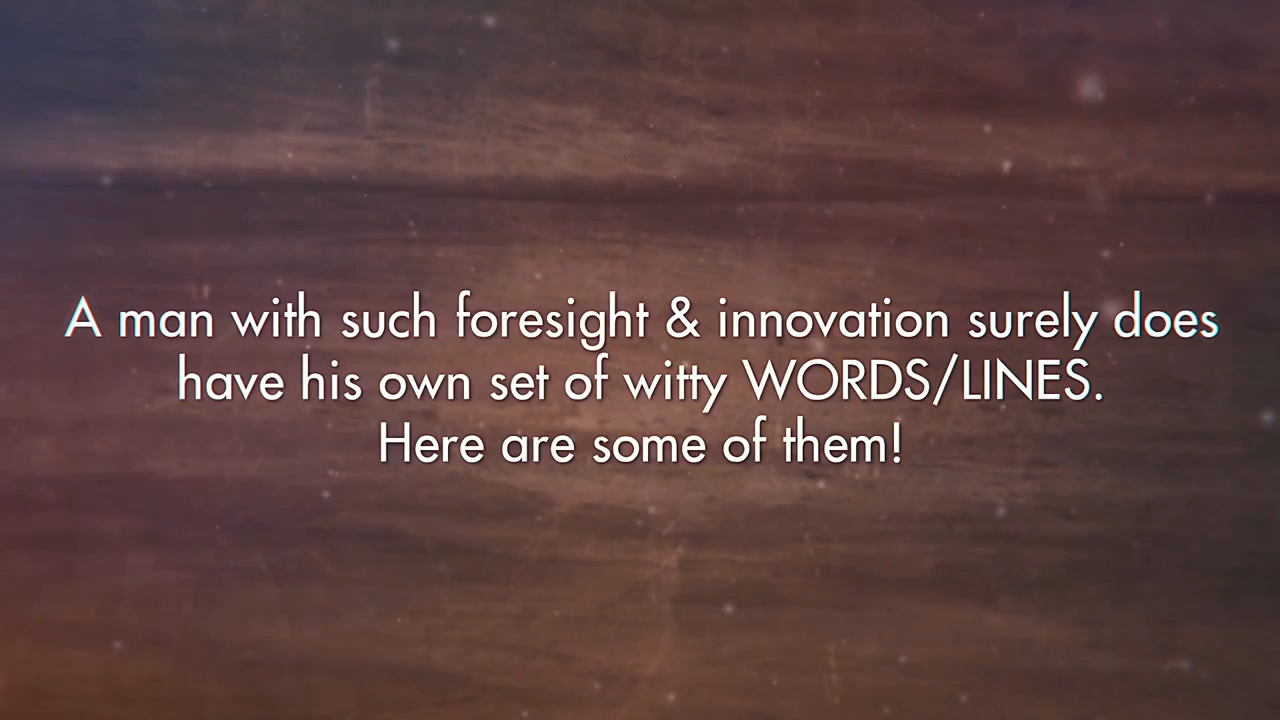 A man with such foresight & innovation surely does
have his own set of witty WORDS/LINES.
Here are some of them!